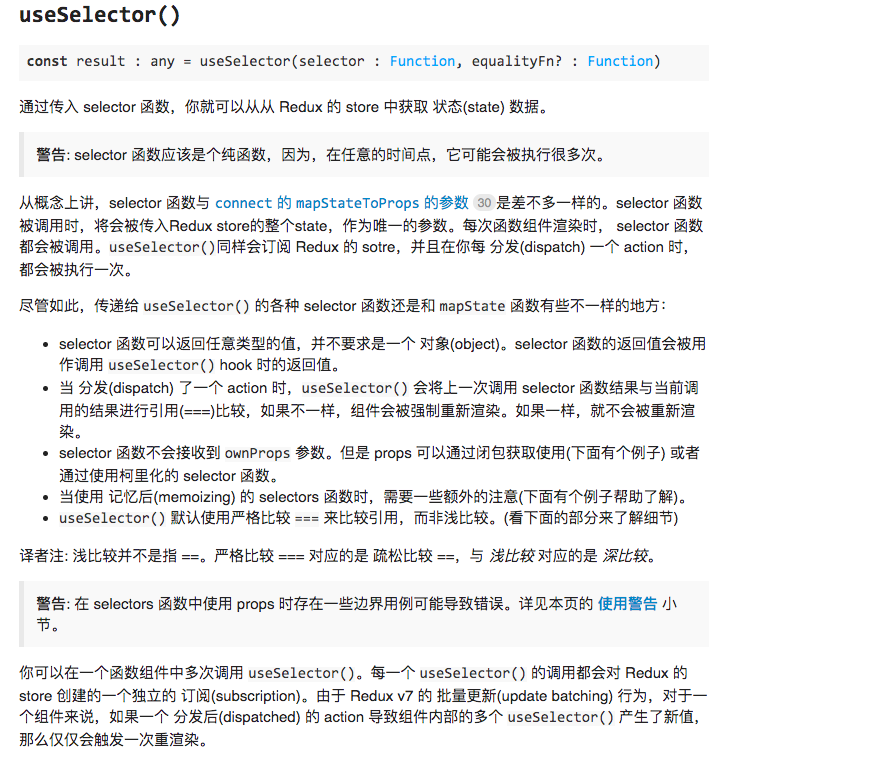 useSelector()
const result : any = useSelector(selector : Function, equalityFn? : Function)
通过传入 selector 函数，你就可以从从 Redux 的 store 中获取 状态(state) 数据。
警告: selector 函数应该是个纯函数，因为，在任意的时间点，它可能会被执行很多次。
从概念上讲，selector 函数与 connect 的 mapStateToProps 的参数 30 是差不多一样的。selector 函数
被调用时，将会被传入Redux store的整个state，作为唯一的参数。每次函数组件渲染时， selector 函数
都会被调用。useSelector()同样会订阅 Redux 的 sotre，并且在你每 分发(dispatch) 一个 action 时，
都会被执行一次。
尽管如此，传递给 useSelector() 的各种 selector 函数还是和 mapState 函数有些不一样的地方：
• selector 函数可以返回任意类型的值，并不要求是一个 对象(object)。selector 函数的返回值会被用
作调用 useSelector() hook 时的返回值。
• 当 分发(dispatch) 了一个 action 时，useSelector() 会将上一次调用 selector 函数结果与当前调
用的结果进行引用(===)比较，如果不一样，组件会被强制重新渲染。如果一样，就不会被重新渲
染。
• selector 函数不会接收到 ownProps 参数。但是 props 可以通过闭包获取使用(下面有个例子) 或者
通过使用柯里化的 selector 函数。
• 当使用 记忆后(memoizing) 的 selectors 函数时，需要一些额外的注意(下面有个例子帮助了解)。
• useSelector() 默认使用严格比较 === 来比较引用，而非浅比较。(看下面的部分来了解细节)
译者注: 浅比较并不是指 ==。严格比较 === 对应的是 疏松比较 ==，与 浅比较 对应的是 深比较。
警告: 在 selectors 函数中使用 props 时存在一些边界用例可能导致错误。详见本页的 使用警告 小
节。
你可以在一个函数组件中多次调用 useSelector()。每一个 useSelector() 的调用都会对 Redux 的
store 创建的一个独立的 订阅(subscription)。由于 Redux v7 的 批量更新(update batching) 行为，对于一
个组件来说，如果一个 分发后(dispatched) 的 action 导致组件内部的多个 useSelector() 产生了新值，
那么仅仅会触发一次重渲染。